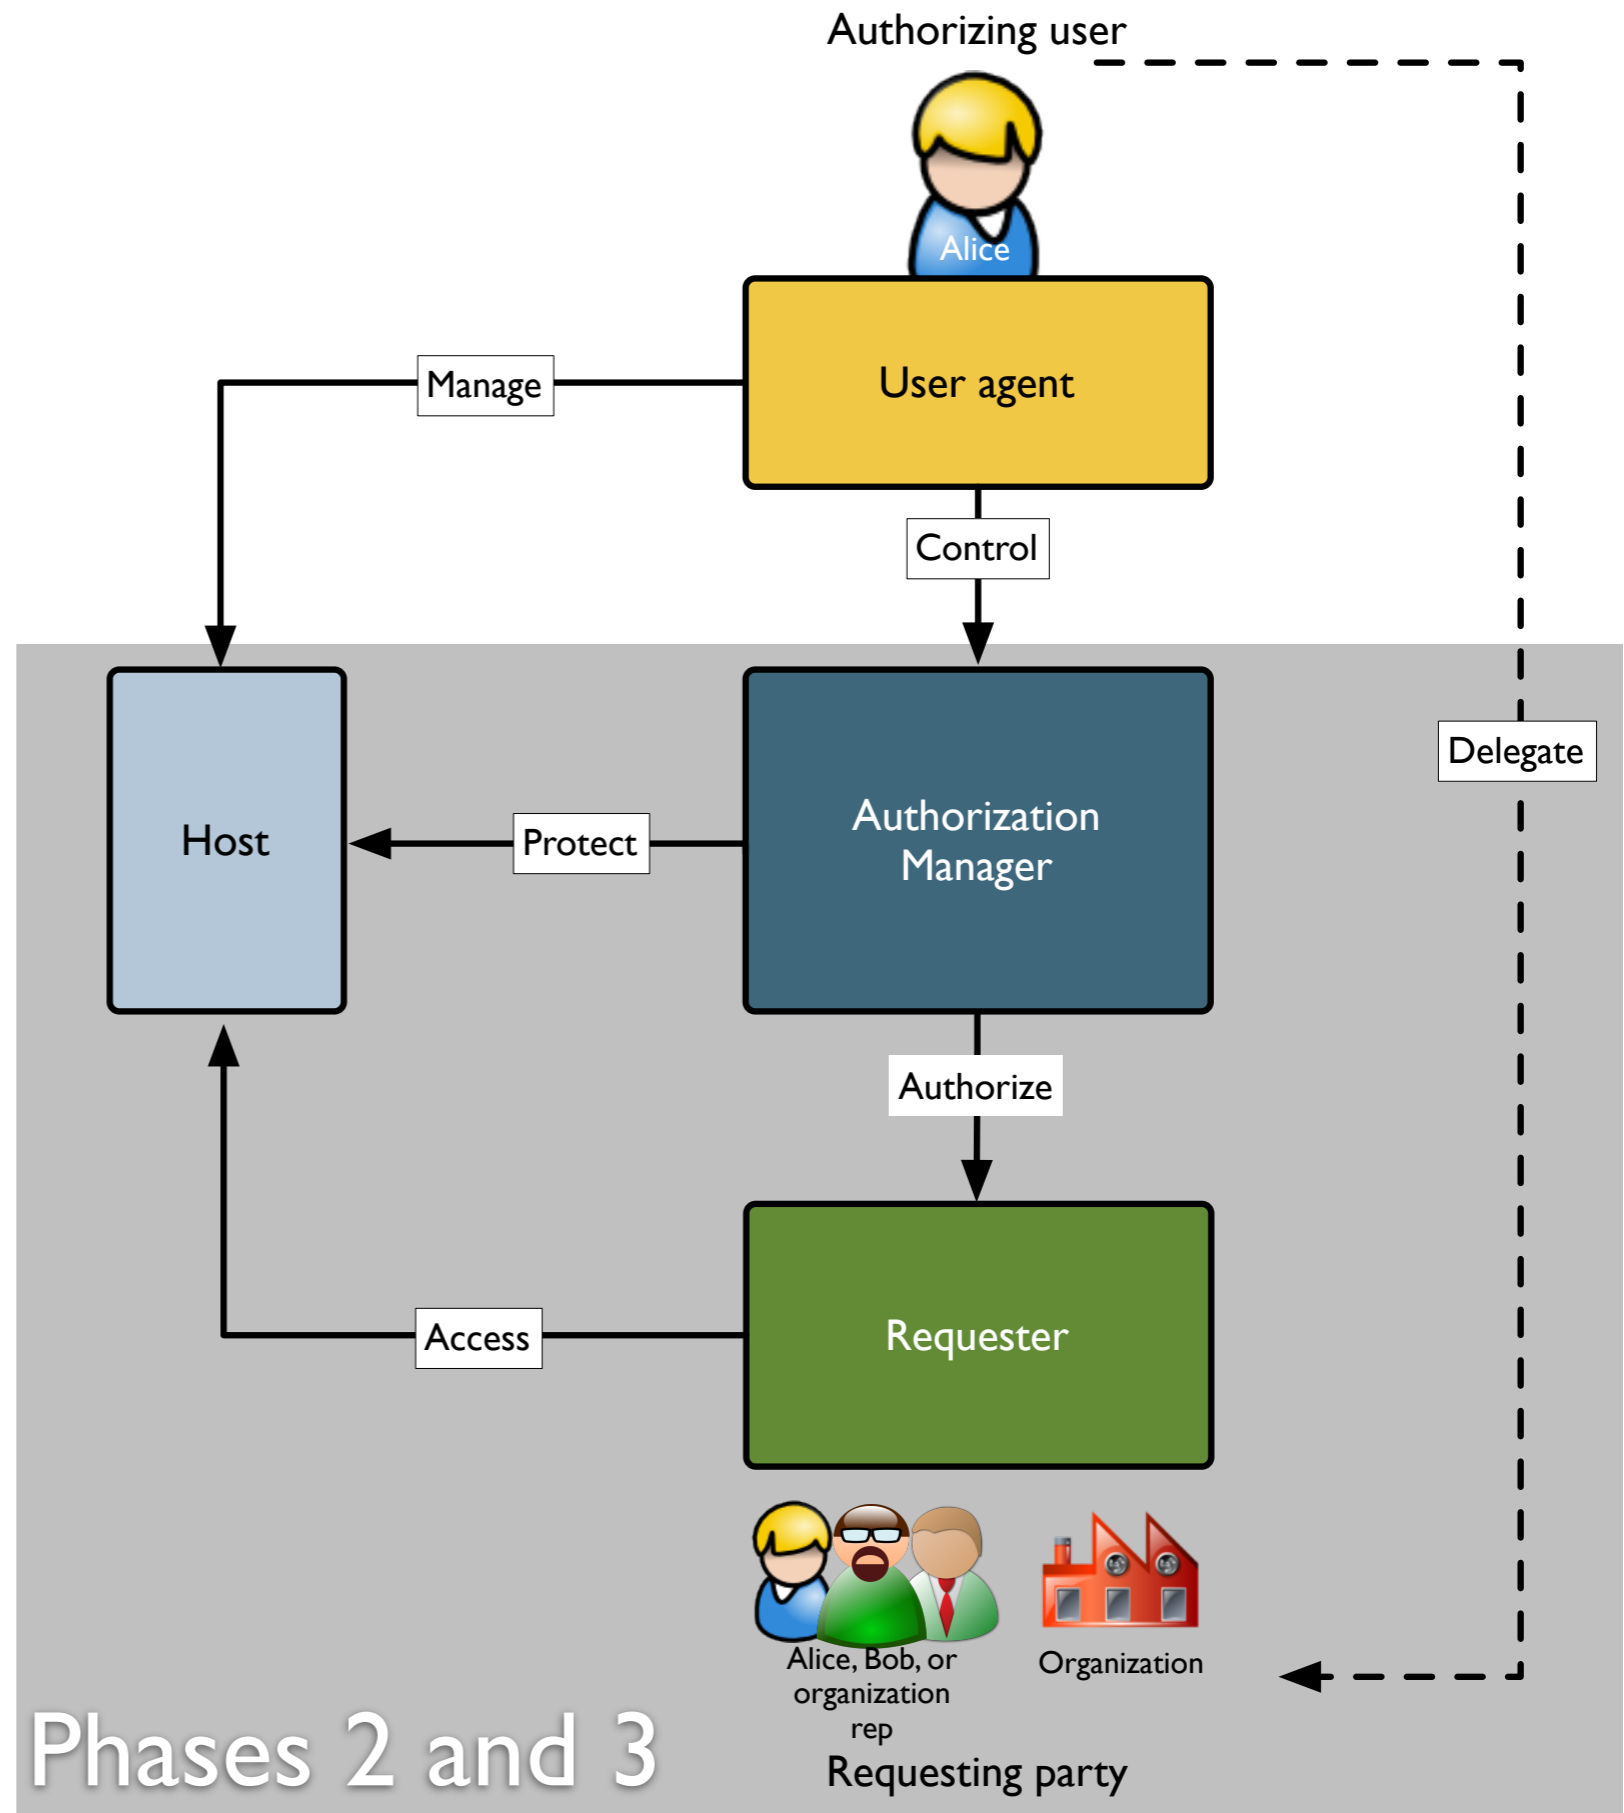 Authorizing user
Alice
User agent
Manage
Control
Delegate
Host
Protect
Authorization
Manager
Authorize
Access
Requester
Alice, Bob, or
organization
rep
Organization
Phases 2 and 3
Requesting party